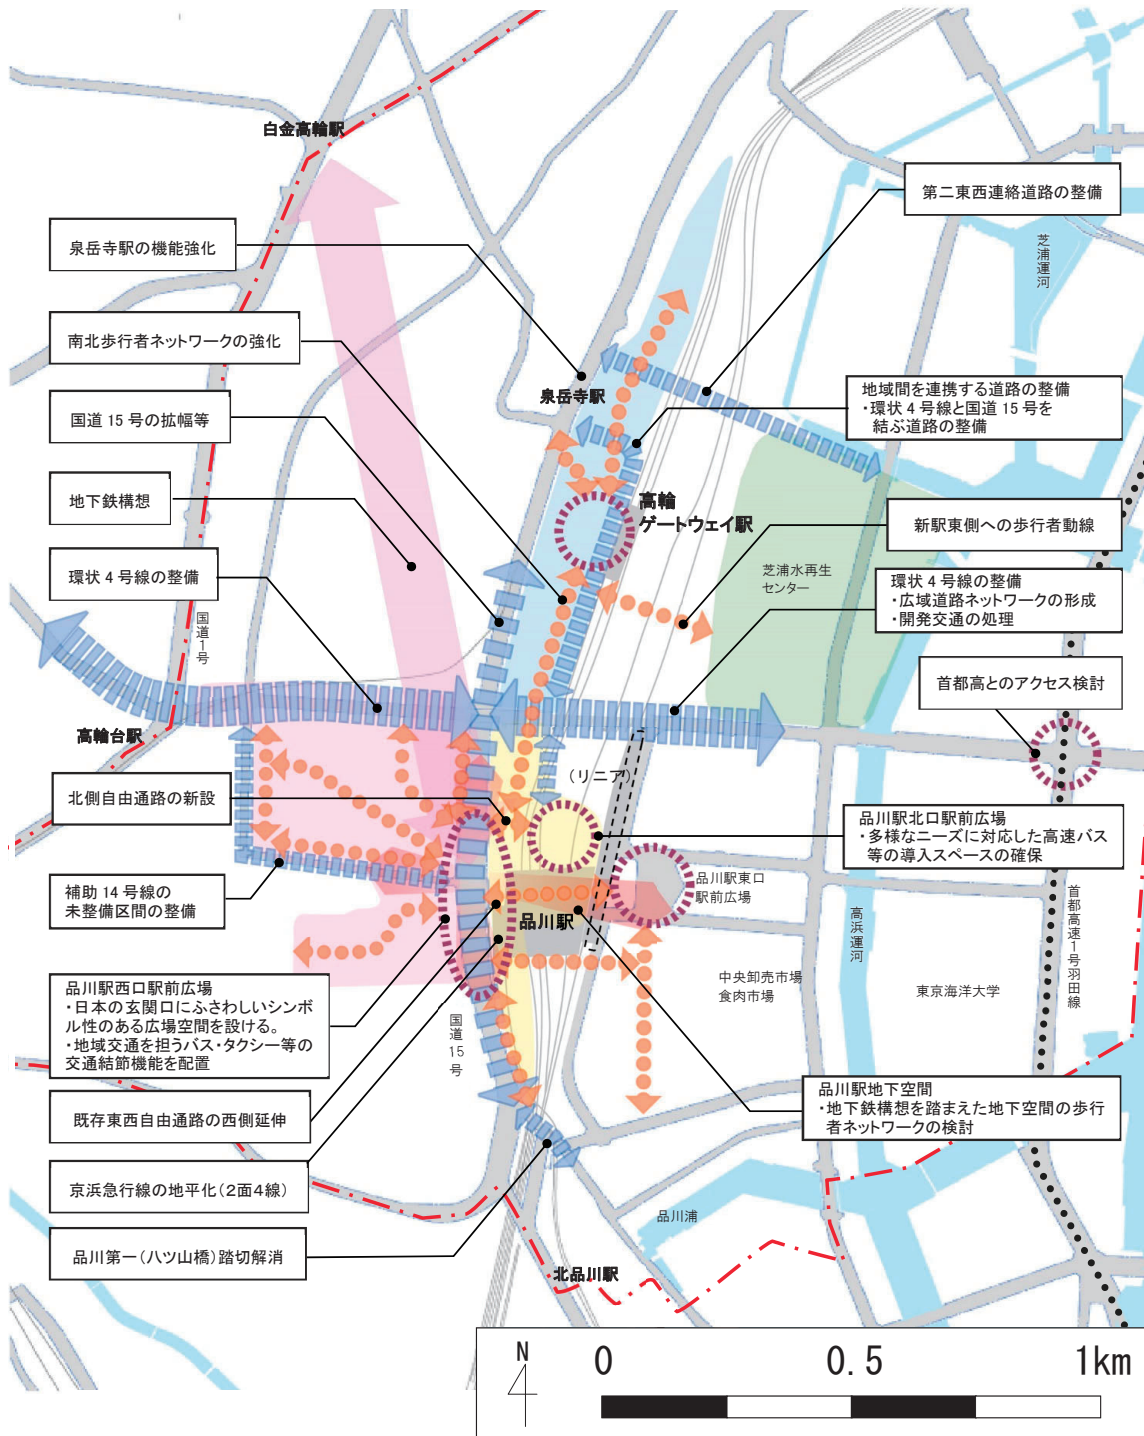 白金高輪駅
第二東西連絡道路の整備
芝浦運河
泉岳寺駅の機能強化
南北歩行者ネットワークの強化
泉岳寺駅
地域間を連携する道路の整備
・環状４号線と国道 15 号を
結ぶ道路の整備
国道 15 号の拡幅等
地下鉄構想
高輪
ゲートウェイ駅
新駅東側への歩行者動線
環状４号線の整備
芝浦水再生
センター
環状４号線の整備
・広域道路ネットワークの形成
・開発交通の処理
国道１号
首都高とのアクセス検討
高輪台駅
（リニア）
北側自由通路の新設
品川駅北口駅前広場
・多様なニーズに対応した高速バス
等の導入スペースの確保
補助 14 号線の
未整備区間の整備
品川駅東口
駅前広場
品川駅
高浜運河
首都高速１号羽田線
中央卸売市場
食肉市場
東京海洋大学
品川駅西口駅前広場
・日本の玄関口にふさわしいシンボ
ル性のある広場空間を設ける。
・地域交通を担うバス・タクシー等の
交通結節機能を配置
国道 15 号
品川駅地下空間
・地下鉄構想を踏まえた地下空間の歩行
者ネットワークの検討
既存東西自由通路の西側延伸
京浜急行線の地平化（２面４線）
品川第一（八ツ山橋）踏切解消
品川浦
北品川駅
N
0 0.5 1km